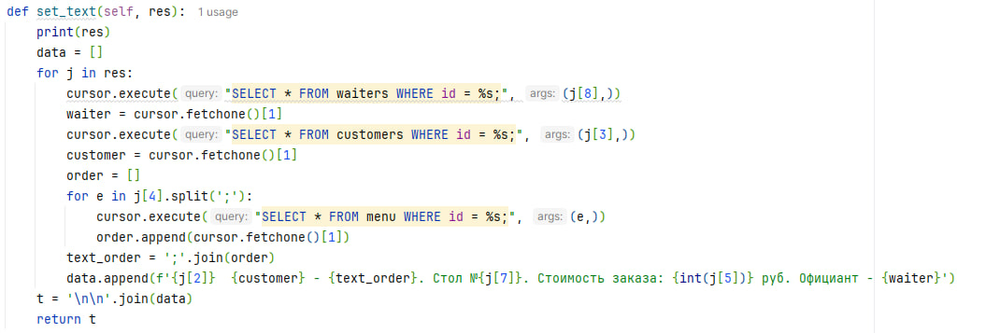 def set_text(self, res): 1 usage
    print(res)
    data = []
    for j in res:
        cursor.execute( query: "SELECT * FROM waiters WHERE id = %s;", args: (j[8],))
        waiter = cursor.fetchone()[1]
        cursor.execute( query: "SELECT * FROM customers WHERE id = %s;", args: (j[3],))
        customer = cursor.fetchone()[1]
        order = []
        for e in j[4].split(';'):
            cursor.execute( query: "SELECT * FROM menu WHERE id = %s;", args: (e,))
            order.append(cursor.fetchone()[1])
        text_order = ';'.join(order)
        data.append(f'{j[2]}  {customer} - {text_order}. Стол №{j[7]}. Стоимость заказа: {int(j[5])} руб. Официант - {waiter}')
    t = '\n\n'.join(data)
    return t